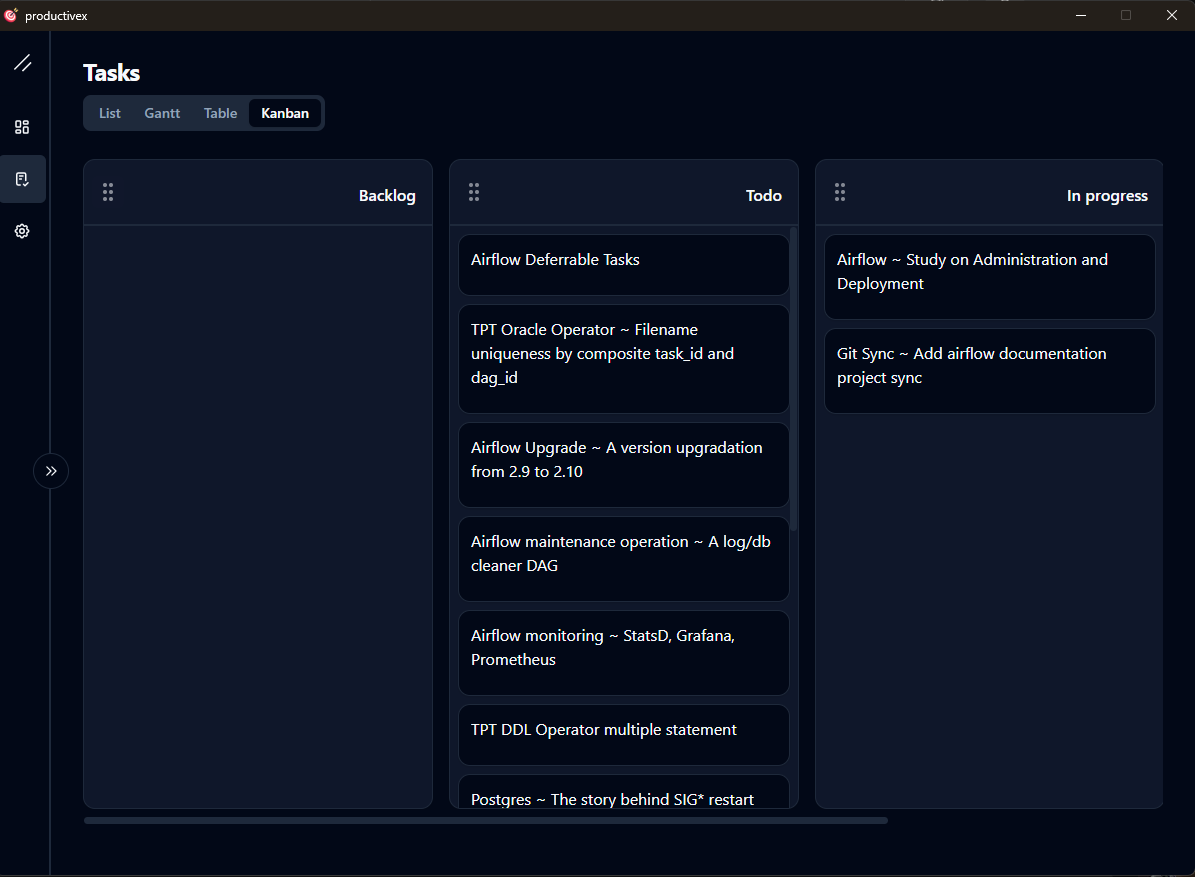 productivex
Tasks
List Gantt Table Kanban
Backlog
Todo
Airflow Deferrable Tasks
TPT Oracle Operator ~ Filename
uniqueness by composite task_id and
dag_id
Airflow Upgrade ~ A version upgradation
from 2.9 to 2.10
Airflow maintenance operation ~ A log/db
cleaner DAG
Airflow monitoring ~ StatsD, Grafana,
Prometheus
TPT DDL Operator multiple statement
Postgres ~ The story behind SIG* restart
In progress
Airflow ~ Study on Administration and
Deployment
Git Sync ~ Add airflow documentation
project sync